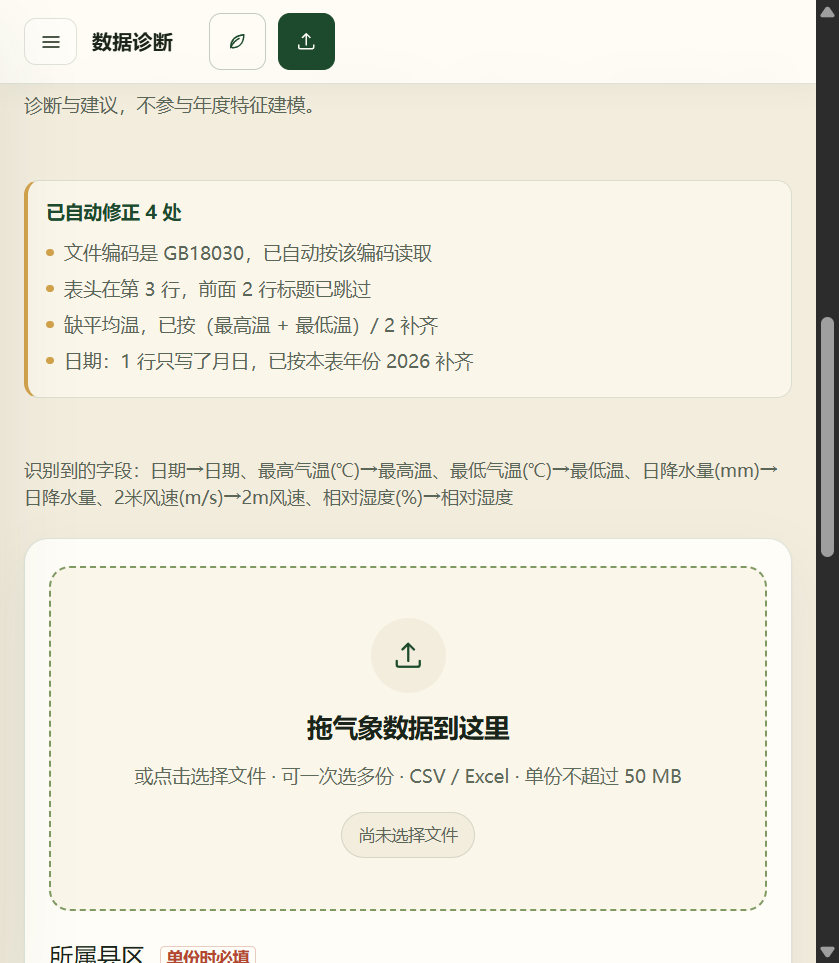 数据诊断
诊断与建议，不参与年度特征建模。
已自动修正 4 处
文件编码是 GB18030，已自动按该编码读取
表头在第 3 行，前面 2 行标题已跳过
缺平均温，已按（最高温 + 最低温）/ 2 补齐
日期：1 行只写了月日，已按本表年份 2026 补齐
识别到的字段：日期→日期、最高气温(℃)→最高温、最低气温(℃)→最低温、日降水量(mm)→
日降水量、2米风速(m/s)→2m风速、相对湿度(%)→相对湿度
拖气象数据到这里
或点击选择文件 · 可一次选多份 · CSV / Excel · 单份不超过 50 MB
尚未选择文件
所属县区 单份时必填